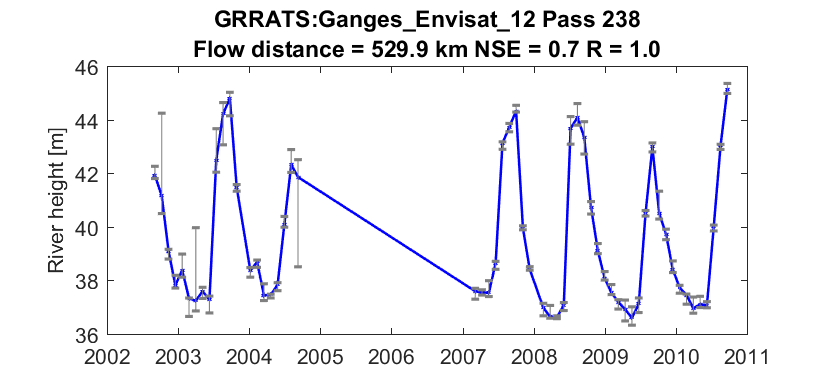 GRRATS:Ganges_Envisat_12 Pass 238
Flow distance = 529.9 km NSE = 0.7 R = 1.0
River height [m]
46
44
42
40
38
36
2002 2003 2004 2005 2006 2007 2008 2009 2010 2011